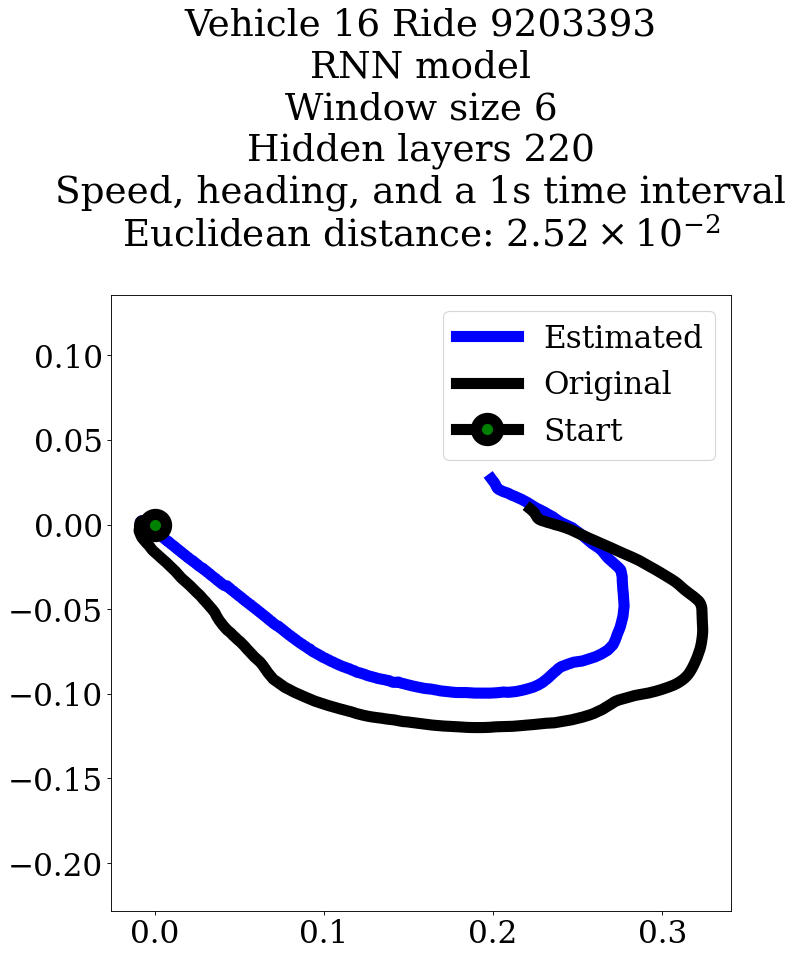 Vehicle 16 Ride 9203393
RNN model
Window size 6
Hidden layers 220
Speed, heading, and a 1s time interval
Euclidean distance: 2.52 × 10⁻²
Estimated
Original
Start
0.10
0.05
0.00
−0.05
−0.10
−0.15
−0.20
0.0 0.1 0.2 0.3